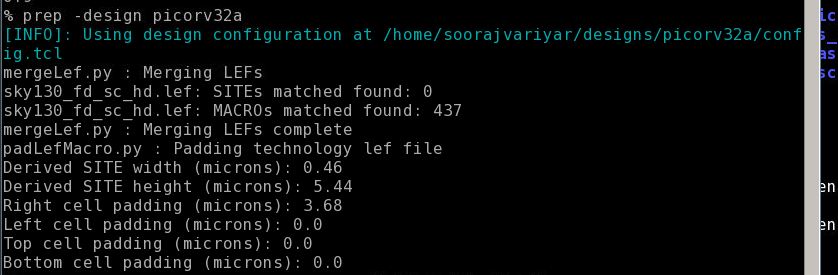 % prep -design picorv32a
[INFO]: Using design configuration at /home/soorajvariyar/designs/picorv32a/conf
ig.tcl
mergeLef.py : Merging LEFs
sky130_fd_sc_hd.lef: SITEs matched found: 0
sky130_fd_sc_hd.lef: MACROs matched found: 437
mergeLef.py : Merging LEFs complete
padLefMacro.py : Padding technology lef file
Derived SITE width (microns): 0.46
Derived SITE height (microns): 5.44
Right cell padding (microns): 3.68
Left cell padding (microns): 0.0
Top cell padding (microns): 0.0
Bottom cell padding (microns): 0.0